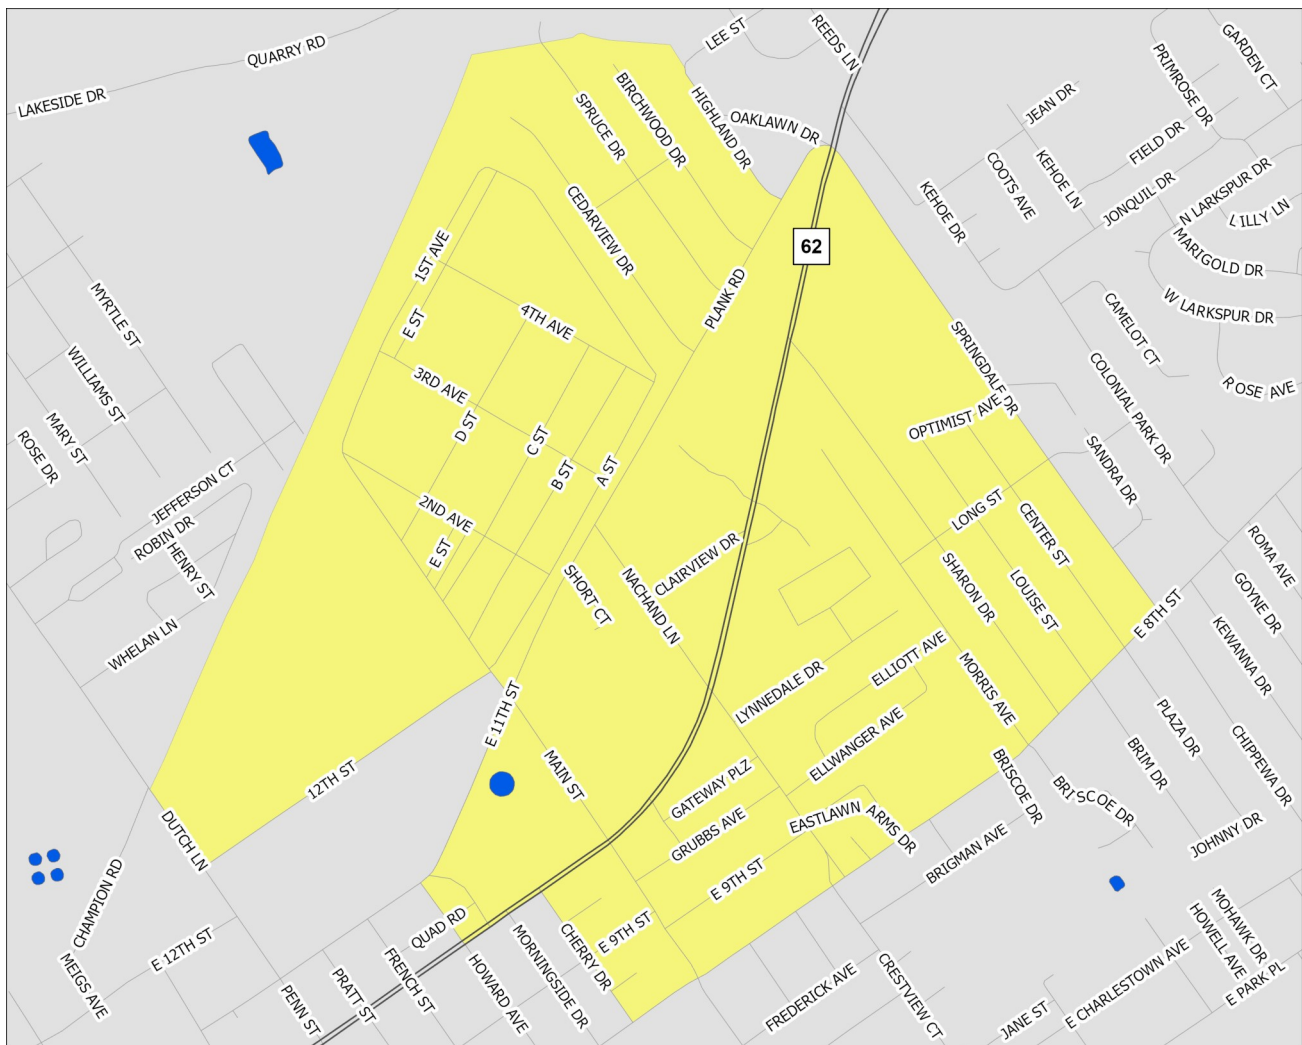 LEE ST
REEDS LN
QUARRY RD
GARDEN CT
PRIMROSE DR
LAKESIDE DR
BIRCHWOOD DR
SPRUCE DR
HIGHLAND DR
OAKLAWN DR
JEAN DR
FIELD DR
KEHOE LN
COOTS AVE
KEHOE DR
JONQUIL DR
N LARKSPUR DR
LILLY LN
MARIGOLD DR
CEDARVIEW DR
62
1ST AVE
PLANK RD
W LARKSPUR DR
MYRTLE ST
E ST
4TH AVE
CAMELOT CT
SPRINGDALE DR
WILLIAMS ST
3RD AVE
COLONIAL PARK DR
ROSE AVE
OPTIMIST AVE
MARY ST
D ST
C ST
ROSE DR
B ST
A ST
SANDRA DR
JEFFERSON CT
2ND AVE
LONG ST
CENTER ST
ROBIN DR
E ST
CLAIRVIEW DR
ROMA AVE
HENRY ST
SHORT CT
NACHAND LN
SHARON DR
LOUISE ST
GOYNE DR
E 8TH ST
WHELAN LN
KEWANNA DR
ELLIOTT AVE
MORRIS AVE
LYNNEDALE DR
E 11TH ST
PLAZA DR
ELLWANGER AVE
BRIM DR
CHIPPEWA DR
12TH ST
MAIN ST
GATEWAY PLZ
BRISCOE DR
BRISCOE DR
GRUBBS AVE
EASTLAWN
ARMS DR
DUTCH LN
JOHNNY DR
BRIGMAN AVE
E 9TH ST
CHAMPION RD
QUAD RD
E 9TH ST
MOHAWK DR
HOWELL AVE
E 12TH ST
CHERRY DR
MORNINGSIDE DR
FRENCH ST
HOWARD AVE
MEIGS AVE
PRATT ST
PENN ST
FREDERICK AVE
CRESTVIEW CT
E CHARLESTOWN AVE
E PARK PL
JANE ST